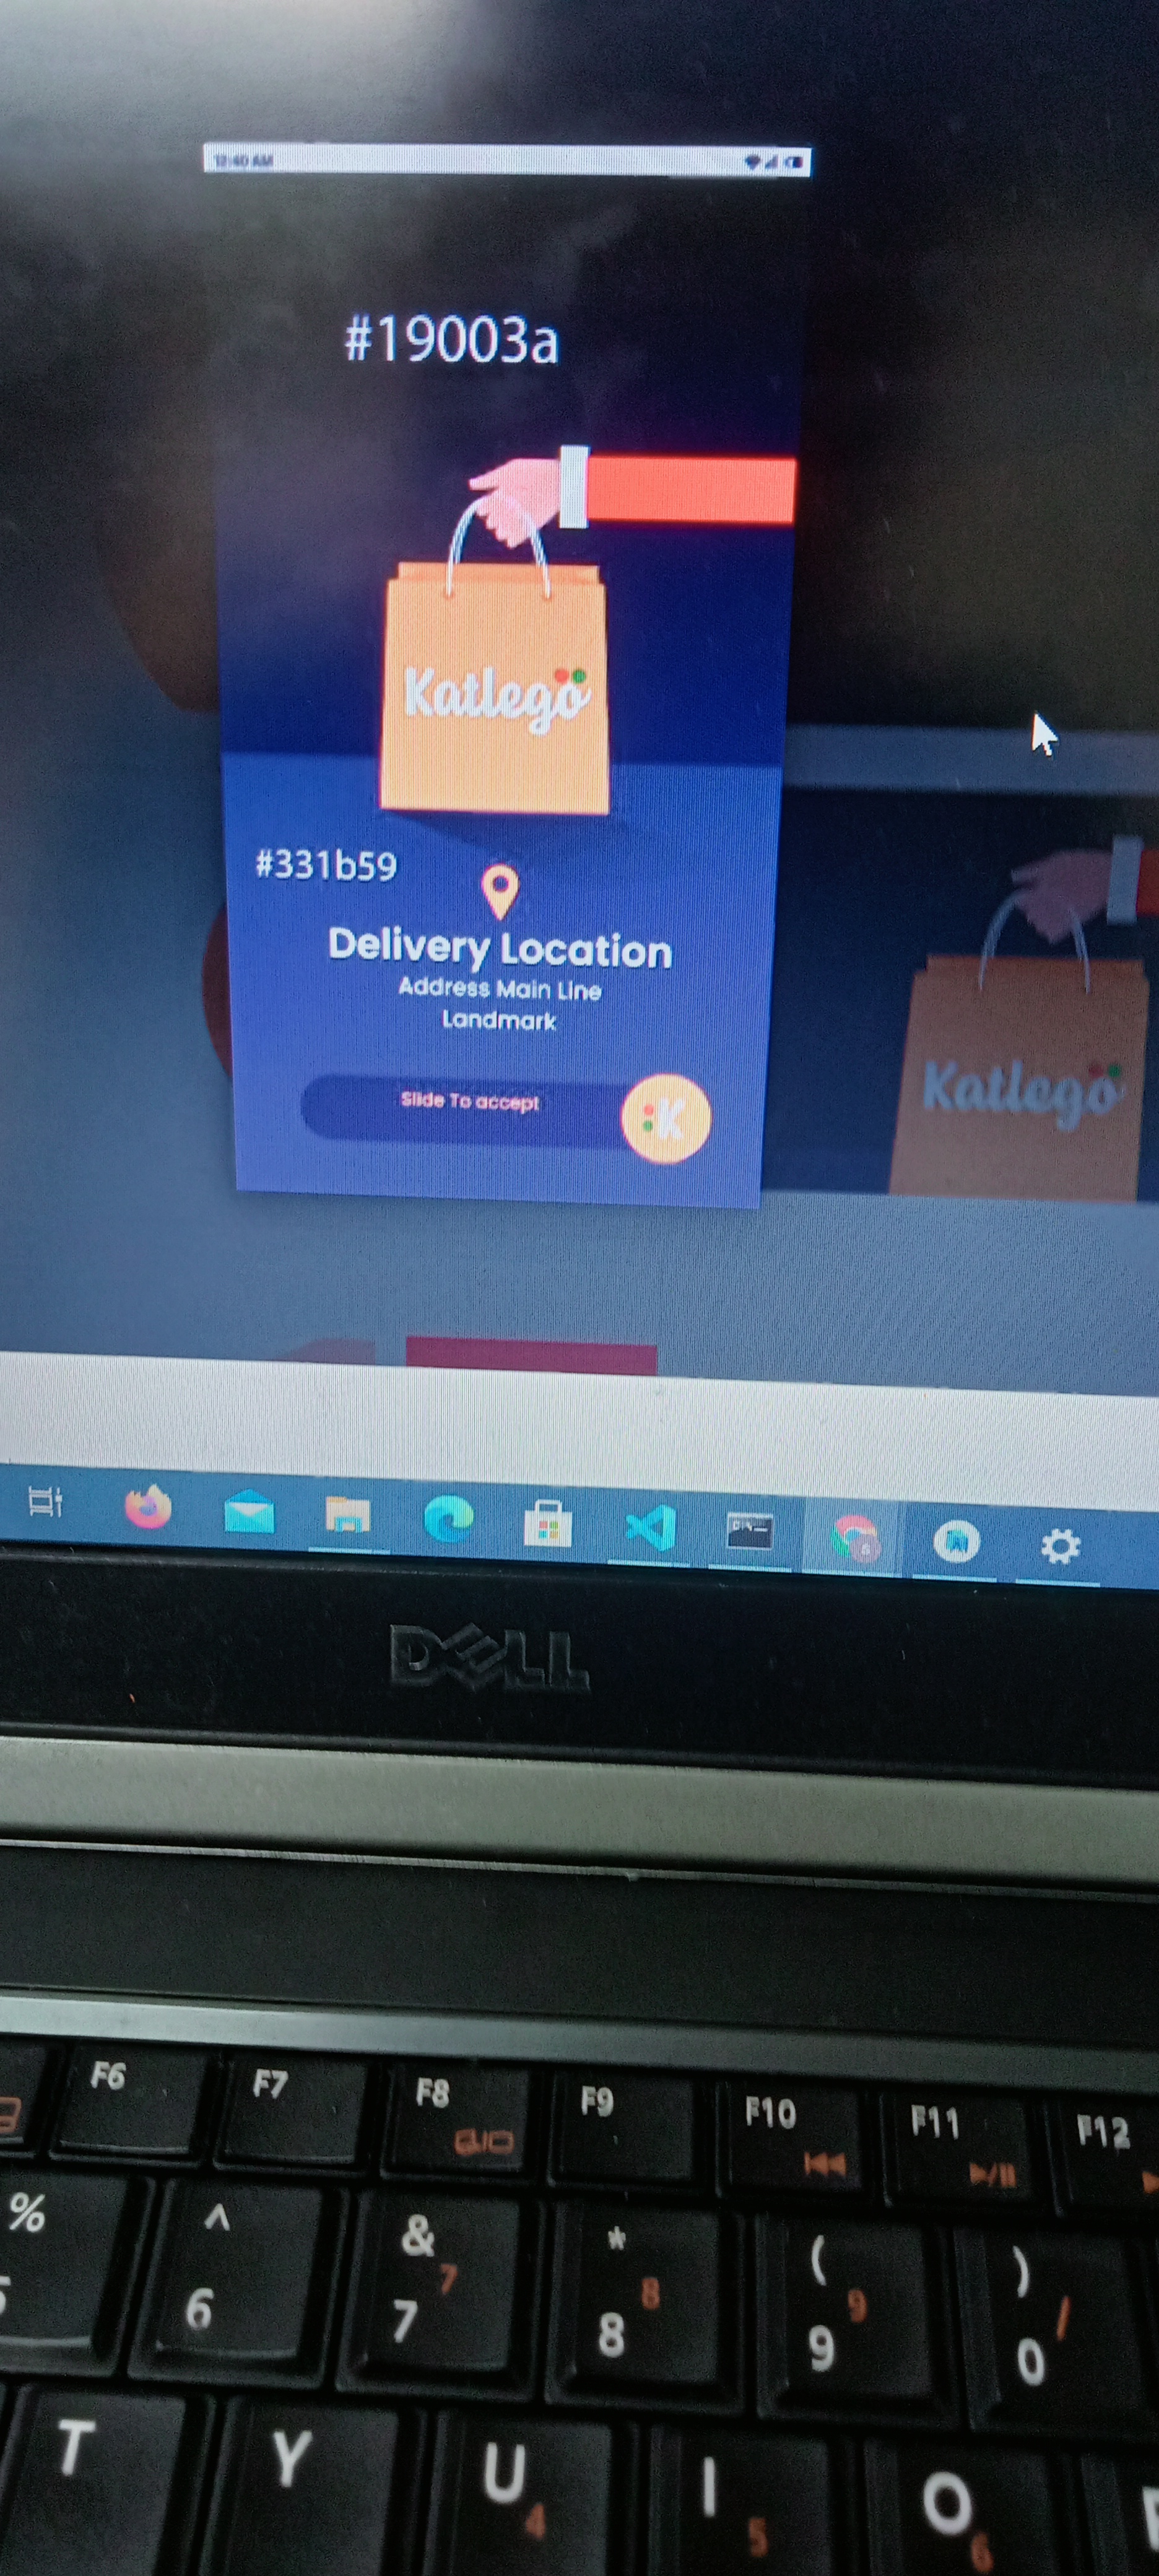 12:40 AM
#19003a
Katlego
#331b59
Delivery Location
Address Main Line
Landmark
Slide To accept
:K
Katlego
DELL
F6 F7 F8 F9 F10 F11 F12
% ^ & * ( )
6 7 7 8 8 9 9 0 /
T Y U I O
4 5 6